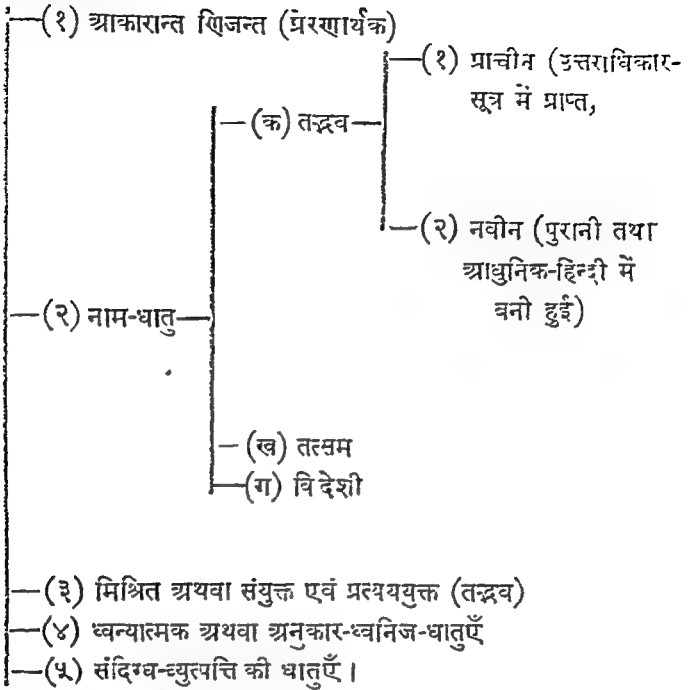 (१) आकारान्त णिजन्त (प्रेरणार्थक)
(१) प्राचीन (उत्तराधिकार-
सूत्र में प्राप्त,
(क) तद्भव
(२) नवीन (पुरानी तथा
आधुनिक-हिन्दी में
बनी हुई)
(२) नाम-धातु
(ख) तत्सम
(ग) विदेशी
(३) मिश्रित अथवा संयुक्त एवं प्रत्यययुक्त (तद्भव)
(४) ध्वन्यात्मक अथवा अनुकार-ध्वनिज-धातुएँ
(५) संदिग्ध-व्युत्पत्ति की धातुएँ।